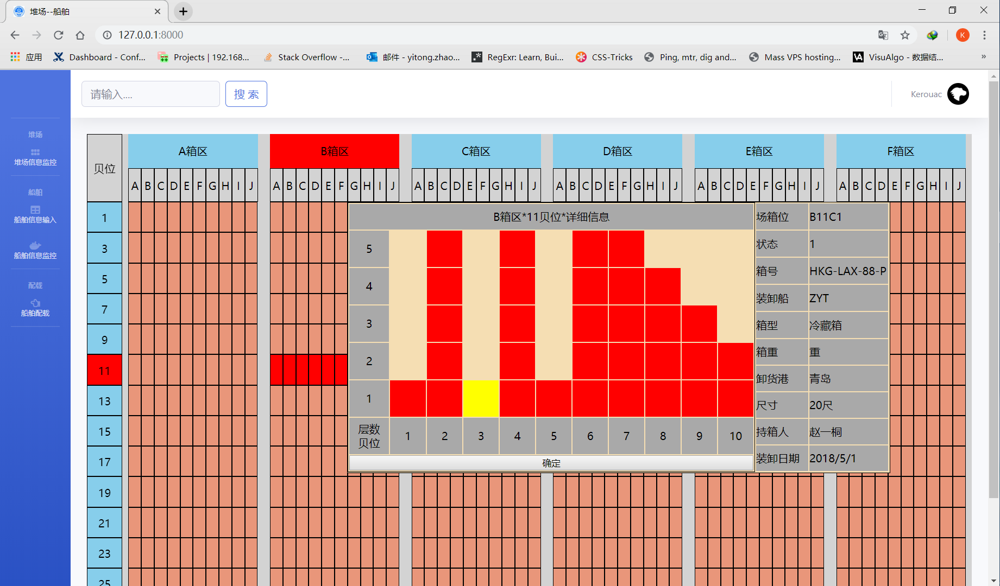 堆场--船舶
127.0.0.1:8000
K
应用
Dashboard - Conf...
Projects | 192.168...
Stack Overflow -...
邮件 - yitong.zhao...
RegExr: Learn, Bui...
CSS-Tricks
Ping, mtr, dig and...
Mass VPS hosting...
VisuAlgo - 数据结...
»
请输入....
搜 索
Kerouac
堆场
堆场信息监控
船舶
船舶信息输入
船舶信息监控
配载
船舶配载
贝位 A箱区 B箱区 C箱区 D箱区 E箱区 F箱区
A B C D E F G H I J A B C D E F G H I J A B C D E F G H I J A B C D E F G H I J A B C D E F G H I J A B C D E F G H I J
1
3
5
7
9
11
13
15
17
19
21
23
25
B箱区*11贝位*详细信息
5
4
3
2
1
层数
贝位 1 2 3 4 5 6 7 8 9 10
确定
场箱位 B11C1
状态 1
箱号 HKG-LAX-88-P
装卸船 ZYT
箱型 冷藏箱
箱重 重
卸货港 青岛
尺寸 20尺
持箱人 赵一桐
装卸日期 2018/5/1